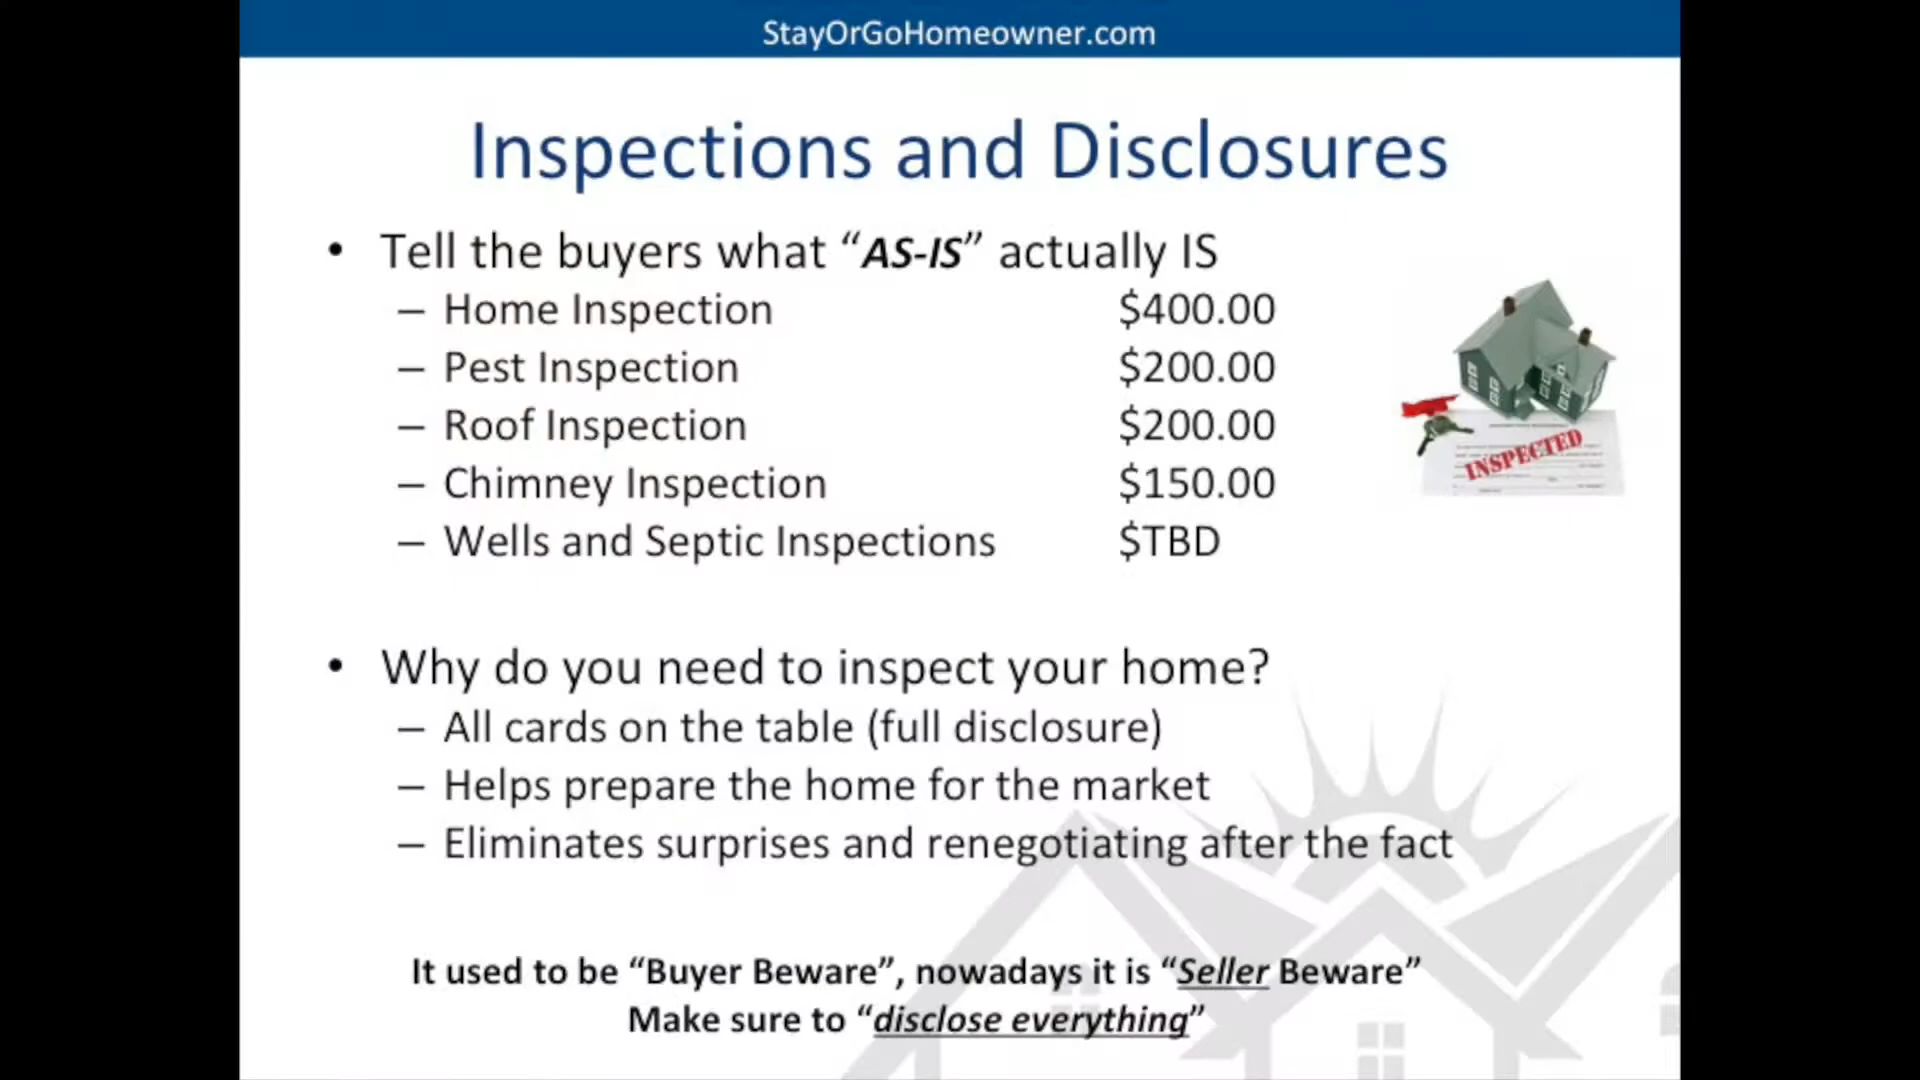 StayOrGoHomeowner.com
Inspections and Disclosures
• Tell the buyers what “AS-IS” actually IS
– Home Inspection $400.00
– Pest Inspection $200.00
– Roof Inspection $200.00
– Chimney Inspection $150.00
– Wells and Septic Inspections $TBD
INSPECTED
• Why do you need to inspect your home?
– All cards on the table (full disclosure)
– Helps prepare the home for the market
– Eliminates surprises and renegotiating after the fact
It used to be “Buyer Beware”, nowadays it is “Seller Beware”
Make sure to “disclose everything”